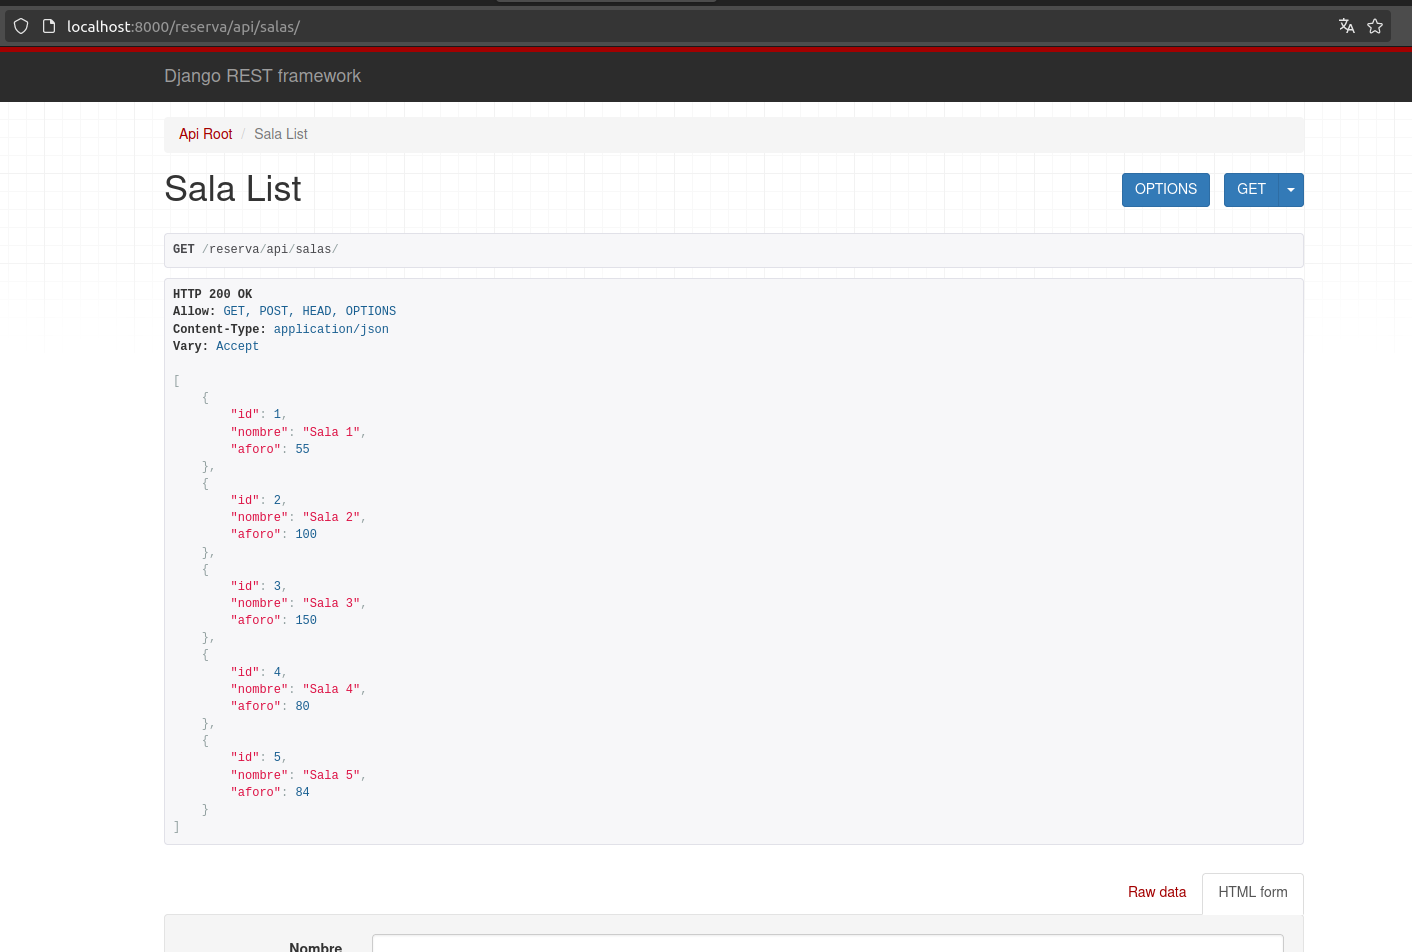 localhost:8000/reserva/api/salas/
Django REST framework
Api Root / Sala List
Sala List
OPTIONS
GET
GET /reserva/api/salas/
HTTP 200 OK
Allow: GET, POST, HEAD, OPTIONS
Content-Type: application/json
Vary: Accept
[
    {
        "id": 1,
        "nombre": "Sala 1",
        "aforo": 55
    },
    {
        "id": 2,
        "nombre": "Sala 2",
        "aforo": 100
    },
    {
        "id": 3,
        "nombre": "Sala 3",
        "aforo": 150
    },
    {
        "id": 4,
        "nombre": "Sala 4",
        "aforo": 80
    },
    {
        "id": 5,
        "nombre": "Sala 5",
        "aforo": 84
    }
]
Raw data
HTML form
Nombre